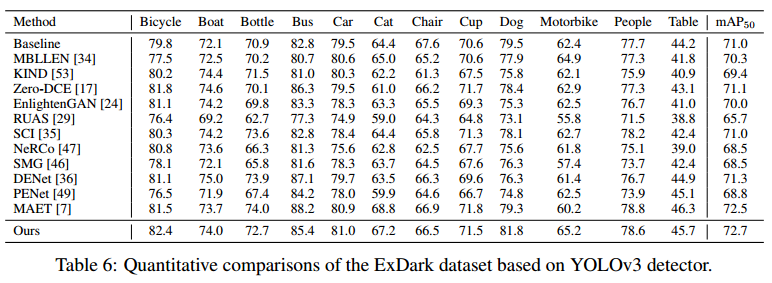 Method Bicycle Boat Bottle Bus Car Cat Chair Cup Dog Motorbike People Table mAP50
Baseline 79.8 72.1 70.9 82.8 79.5 64.4 67.6 70.6 79.5 62.4 77.7 44.2 71.0
MBLLEN [34] 77.5 72.5 70.2 80.7 80.6 65.0 65.2 70.6 77.9 64.9 77.3 41.8 70.3
KIND [53] 80.2 74.4 71.5 81.0 80.3 62.2 61.3 67.5 75.8 62.1 75.9 40.9 69.4
Zero-DCE [17] 81.8 74.6 70.1 86.3 79.5 61.0 66.2 71.7 78.4 62.9 77.3 43.1 71.1
EnlightenGAN [24] 81.1 74.2 69.8 83.3 78.3 63.3 65.5 69.3 75.3 62.5 76.7 41.0 70.0
RUAS [29] 76.4 69.2 62.7 77.3 74.9 59.0 64.3 64.8 73.1 55.8 71.5 38.8 65.7
SCI [35] 80.3 74.2 73.6 82.8 78.4 64.4 65.8 71.3 78.1 62.7 78.2 42.4 71.0
NeRCo [47] 80.8 73.6 66.3 81.3 75.6 62.8 62.5 67.7 75.6 61.8 75.1 39.0 68.5
SMG [46] 78.1 72.1 65.8 81.6 78.3 63.7 64.5 67.6 76.3 57.4 73.7 42.4 68.5
DENet [36] 81.1 75.0 73.9 87.1 79.7 63.5 66.3 69.6 76.3 61.4 76.7 44.9 71.3
PENet [49] 76.5 71.9 67.4 84.2 78.0 59.9 64.6 66.7 74.8 62.5 73.9 45.1 68.8
MAET [7] 81.5 73.7 74.0 88.2 80.9 68.8 66.9 71.8 79.3 60.2 78.8 46.3 72.5
Ours 82.4 74.0 72.7 85.4 81.0 67.2 66.5 71.5 81.8 65.2 78.6 45.7 72.7
Table 6: Quantitative comparisons of the ExDark dataset based on YOLOv3 detector.